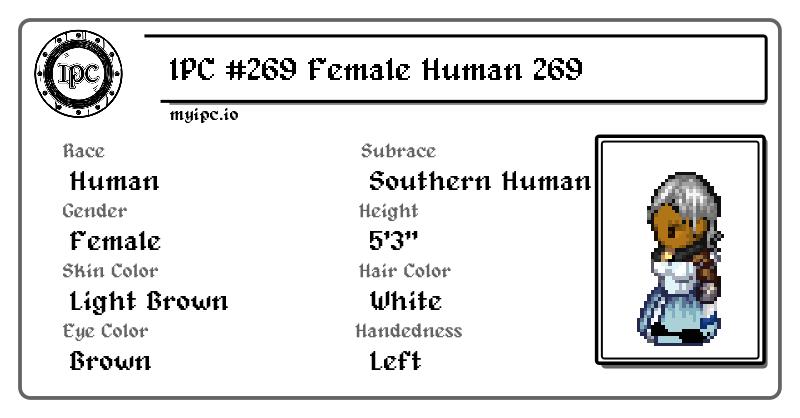 IPC
IPC #269 Female Human 269
myipc.io
Race
Human
Subrace
Southern Human
Gender
Female
Height
5'3"
Skin Color
Light Brown
Hair Color
White
Eye Color
Brown
Handedness
Left